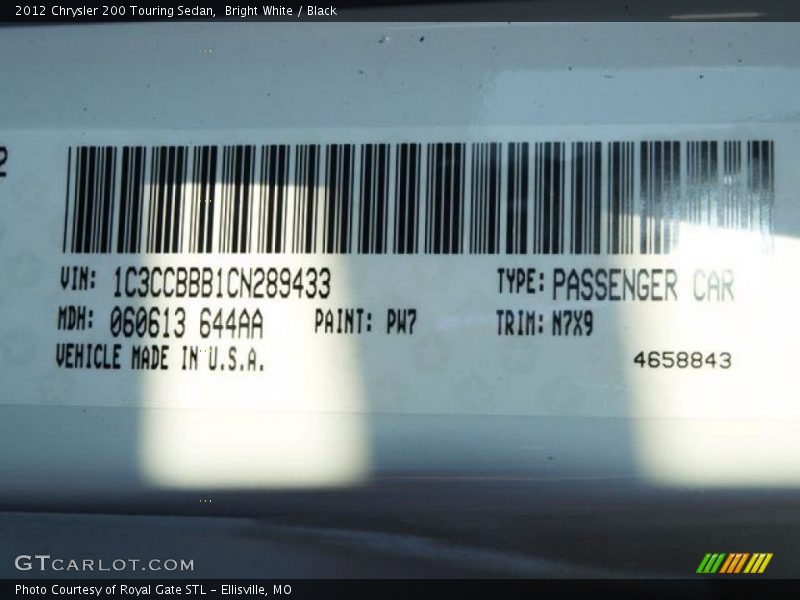 2012 Chrysler 200 Touring Sedan, Bright White / Black
2
VIN: 1C3CCBBB1CN289433 TYPE: PASSENGER CAR
MDH: 060613 644AA PAINT: PW7 TRIM: N7X9
VEHICLE MADE IN U.S.A. 4658843
GTCARLOT.COM
Photo Courtesy of Royal Gate STL - Ellisville, MO